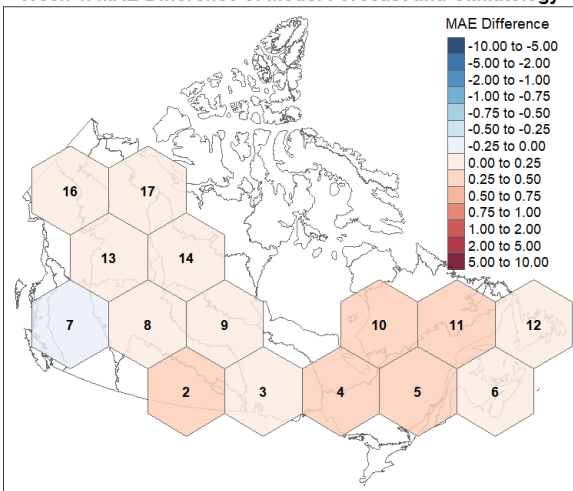 MAE Difference
-10.00 to -5.00
-5.00 to -2.00
-2.00 to -1.00
-1.00 to -0.75
-0.75 to -0.50
-0.50 to -0.25
-0.25 to 0.00
0.00 to 0.25
0.25 to 0.50
0.50 to 0.75
0.75 to 1.00
1.00 to 2.00
2.00 to 5.00
5.00 to 10.00
16 17
13 14
7 8 9 10 11 12
2 3 4 5 6